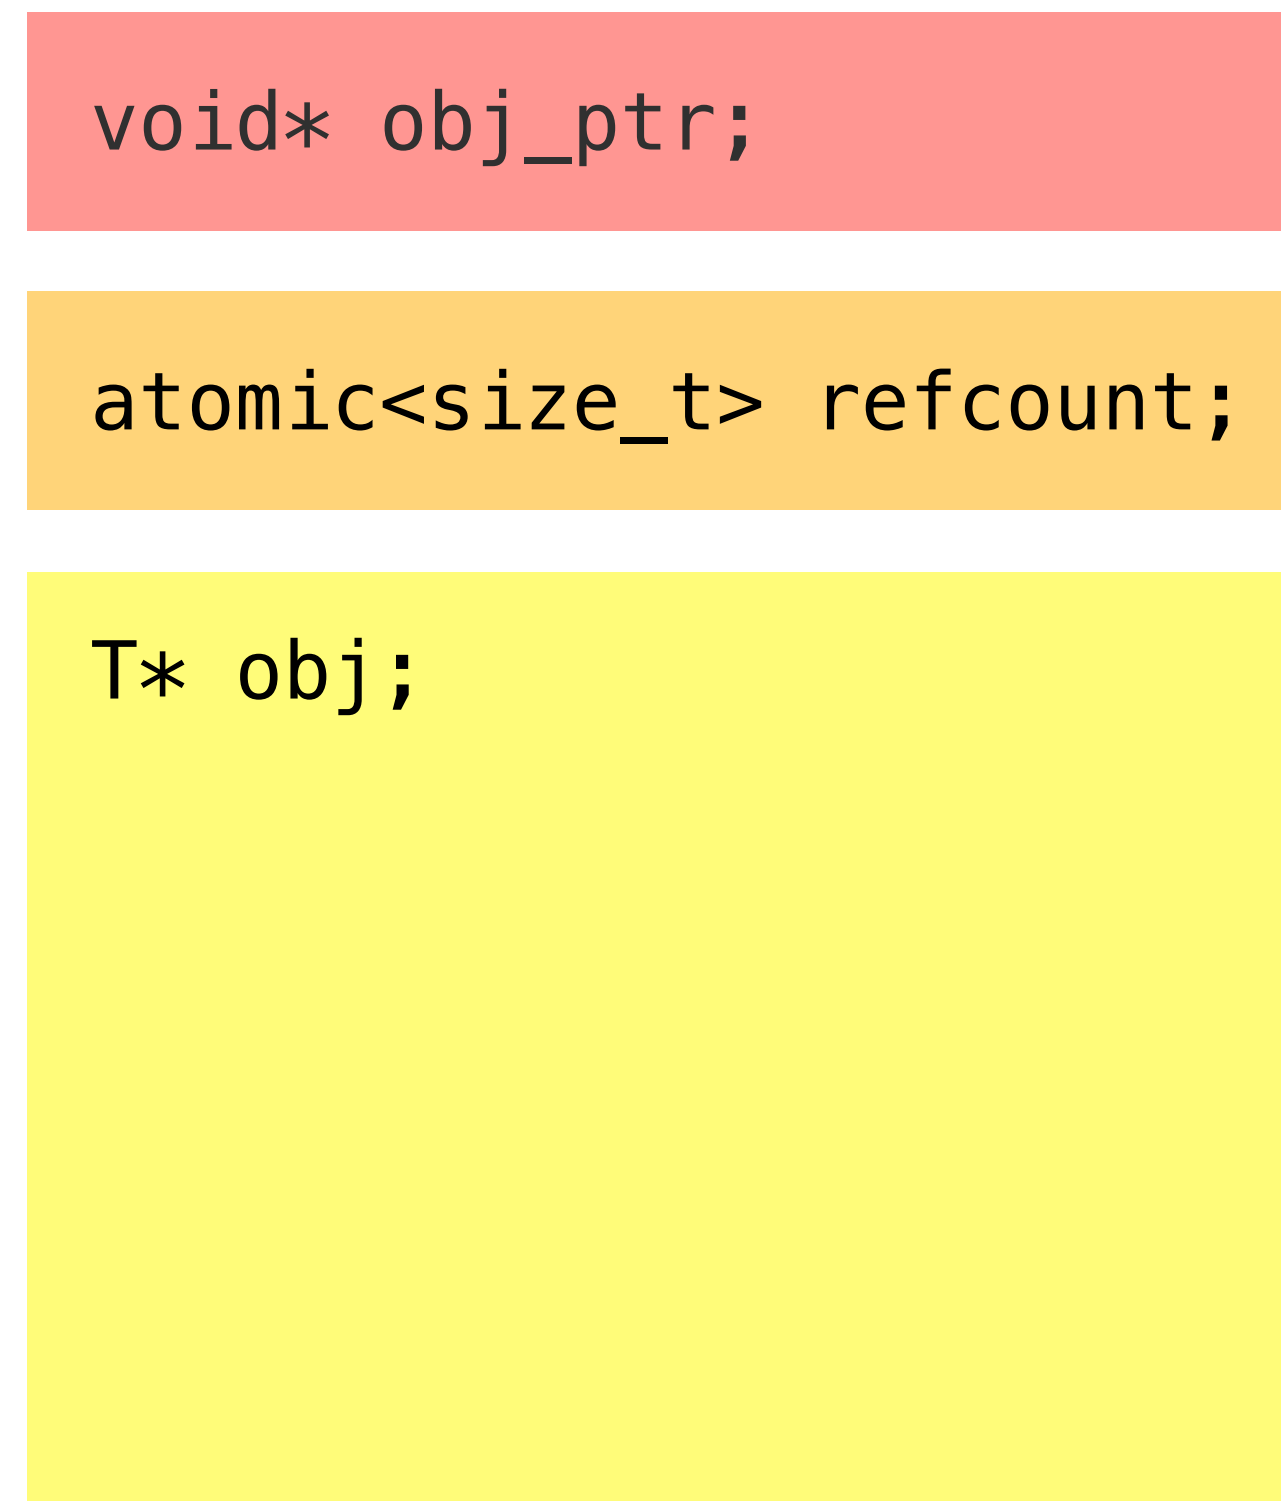 void* obj_ptr;
atomic<size_t> refcount;
T* obj;